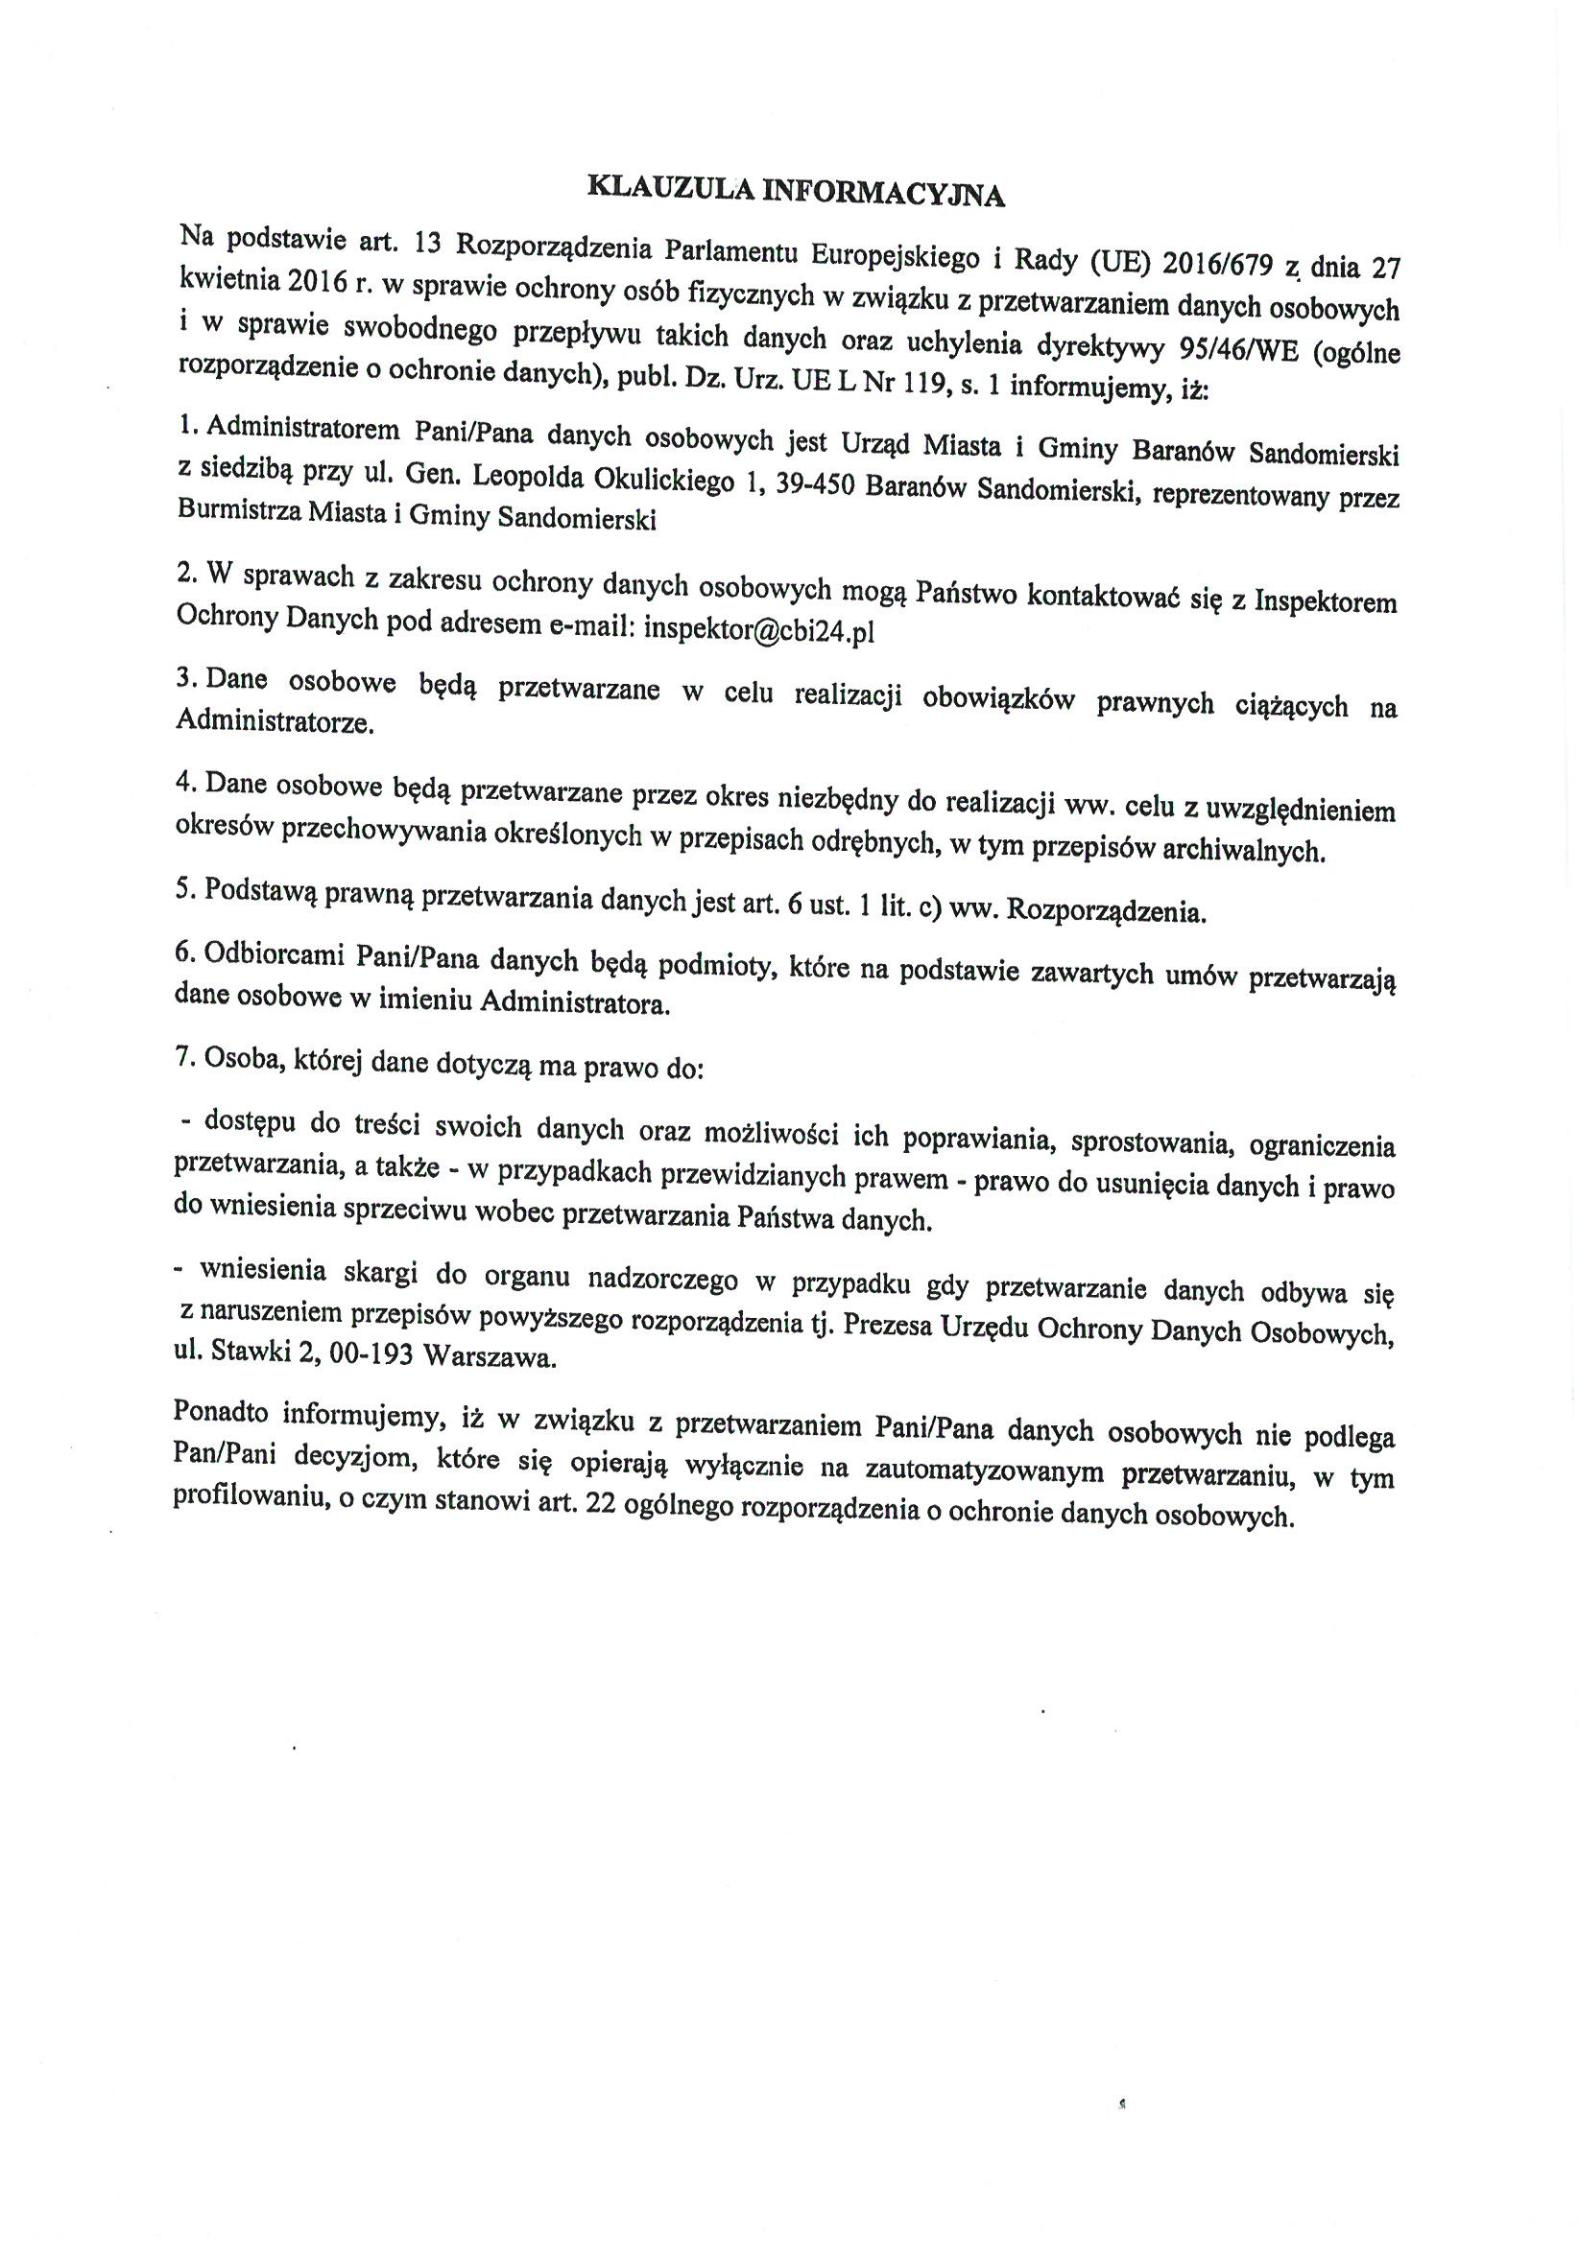 KLAUZULA INFORMACYJNA
Na podstawie art. 13 Rozporządzenia Parlamentu Europejskiego i Rady (UE) 2016/679 z dnia 27
kwietnia 2016 r. w sprawie ochrony osób fizycznych w związku z przetwarzaniem danych osobowych
i w sprawie swobodnego przepływu takich danych oraz uchylenia dyrektywy 95/46/WE (ogólne
rozporządzenie o ochronie danych), publ. Dz. Urz. UE L Nr 119, s. 1 informujemy, iż:
1. Administratorem Pani/Pana danych osobowych jest Urząd Miasta i Gminy Baranów Sandomierski
z siedzibą przy ul. Gen. Leopolda Okulickiego 1, 39-450 Baranów Sandomierski, reprezentowany przez
Burmistrza Miasta i Gminy Sandomierski
2. W sprawach z zakresu ochrony danych osobowych mogą Państwo kontaktować się z Inspektorem
Ochrony Danych pod adresem e-mail: inspektor@cbi24.pl
3. Dane osobowe będą przetwarzane w celu realizacji obowiązków prawnych ciążących na
Administratorze.
4. Dane osobowe będą przetwarzane przez okres niezbędny do realizacji ww. celu z uwzględnieniem
okresów przechowywania określonych w przepisach odrębnych, w tym przepisów archiwalnych.
5. Podstawą prawną przetwarzania danych jest art. 6 ust. 1 lit. c) ww. Rozporządzenia.
6. Odbiorcami Pani/Pana danych będą podmioty, które na podstawie zawartych umów przetwarzają
dane osobowe w imieniu Administratora.
7. Osoba, której dane dotyczą ma prawo do:
- dostępu do treści swoich danych oraz możliwości ich poprawiania, sprostowania, ograniczenia
przetwarzania, a także - w przypadkach przewidzianych prawem - prawo do usunięcia danych i prawo
do wniesienia sprzeciwu wobec przetwarzania Państwa danych.
- wniesienia skargi do organu nadzorczego w przypadku gdy przetwarzanie danych odbywa się
z naruszeniem przepisów powyższego rozporządzenia tj. Prezesa Urzędu Ochrony Danych Osobowych,
ul. Stawki 2, 00-193 Warszawa.
Ponadto informujemy, iż w związku z przetwarzaniem Pani/Pana danych osobowych nie podlega
Pan/Pani decyzjom, które się opierają wyłącznie na zautomatyzowanym przetwarzaniu, w tym
profilowaniu, o czym stanowi art. 22 ogólnego rozporządzenia o ochronie danych osobowych.